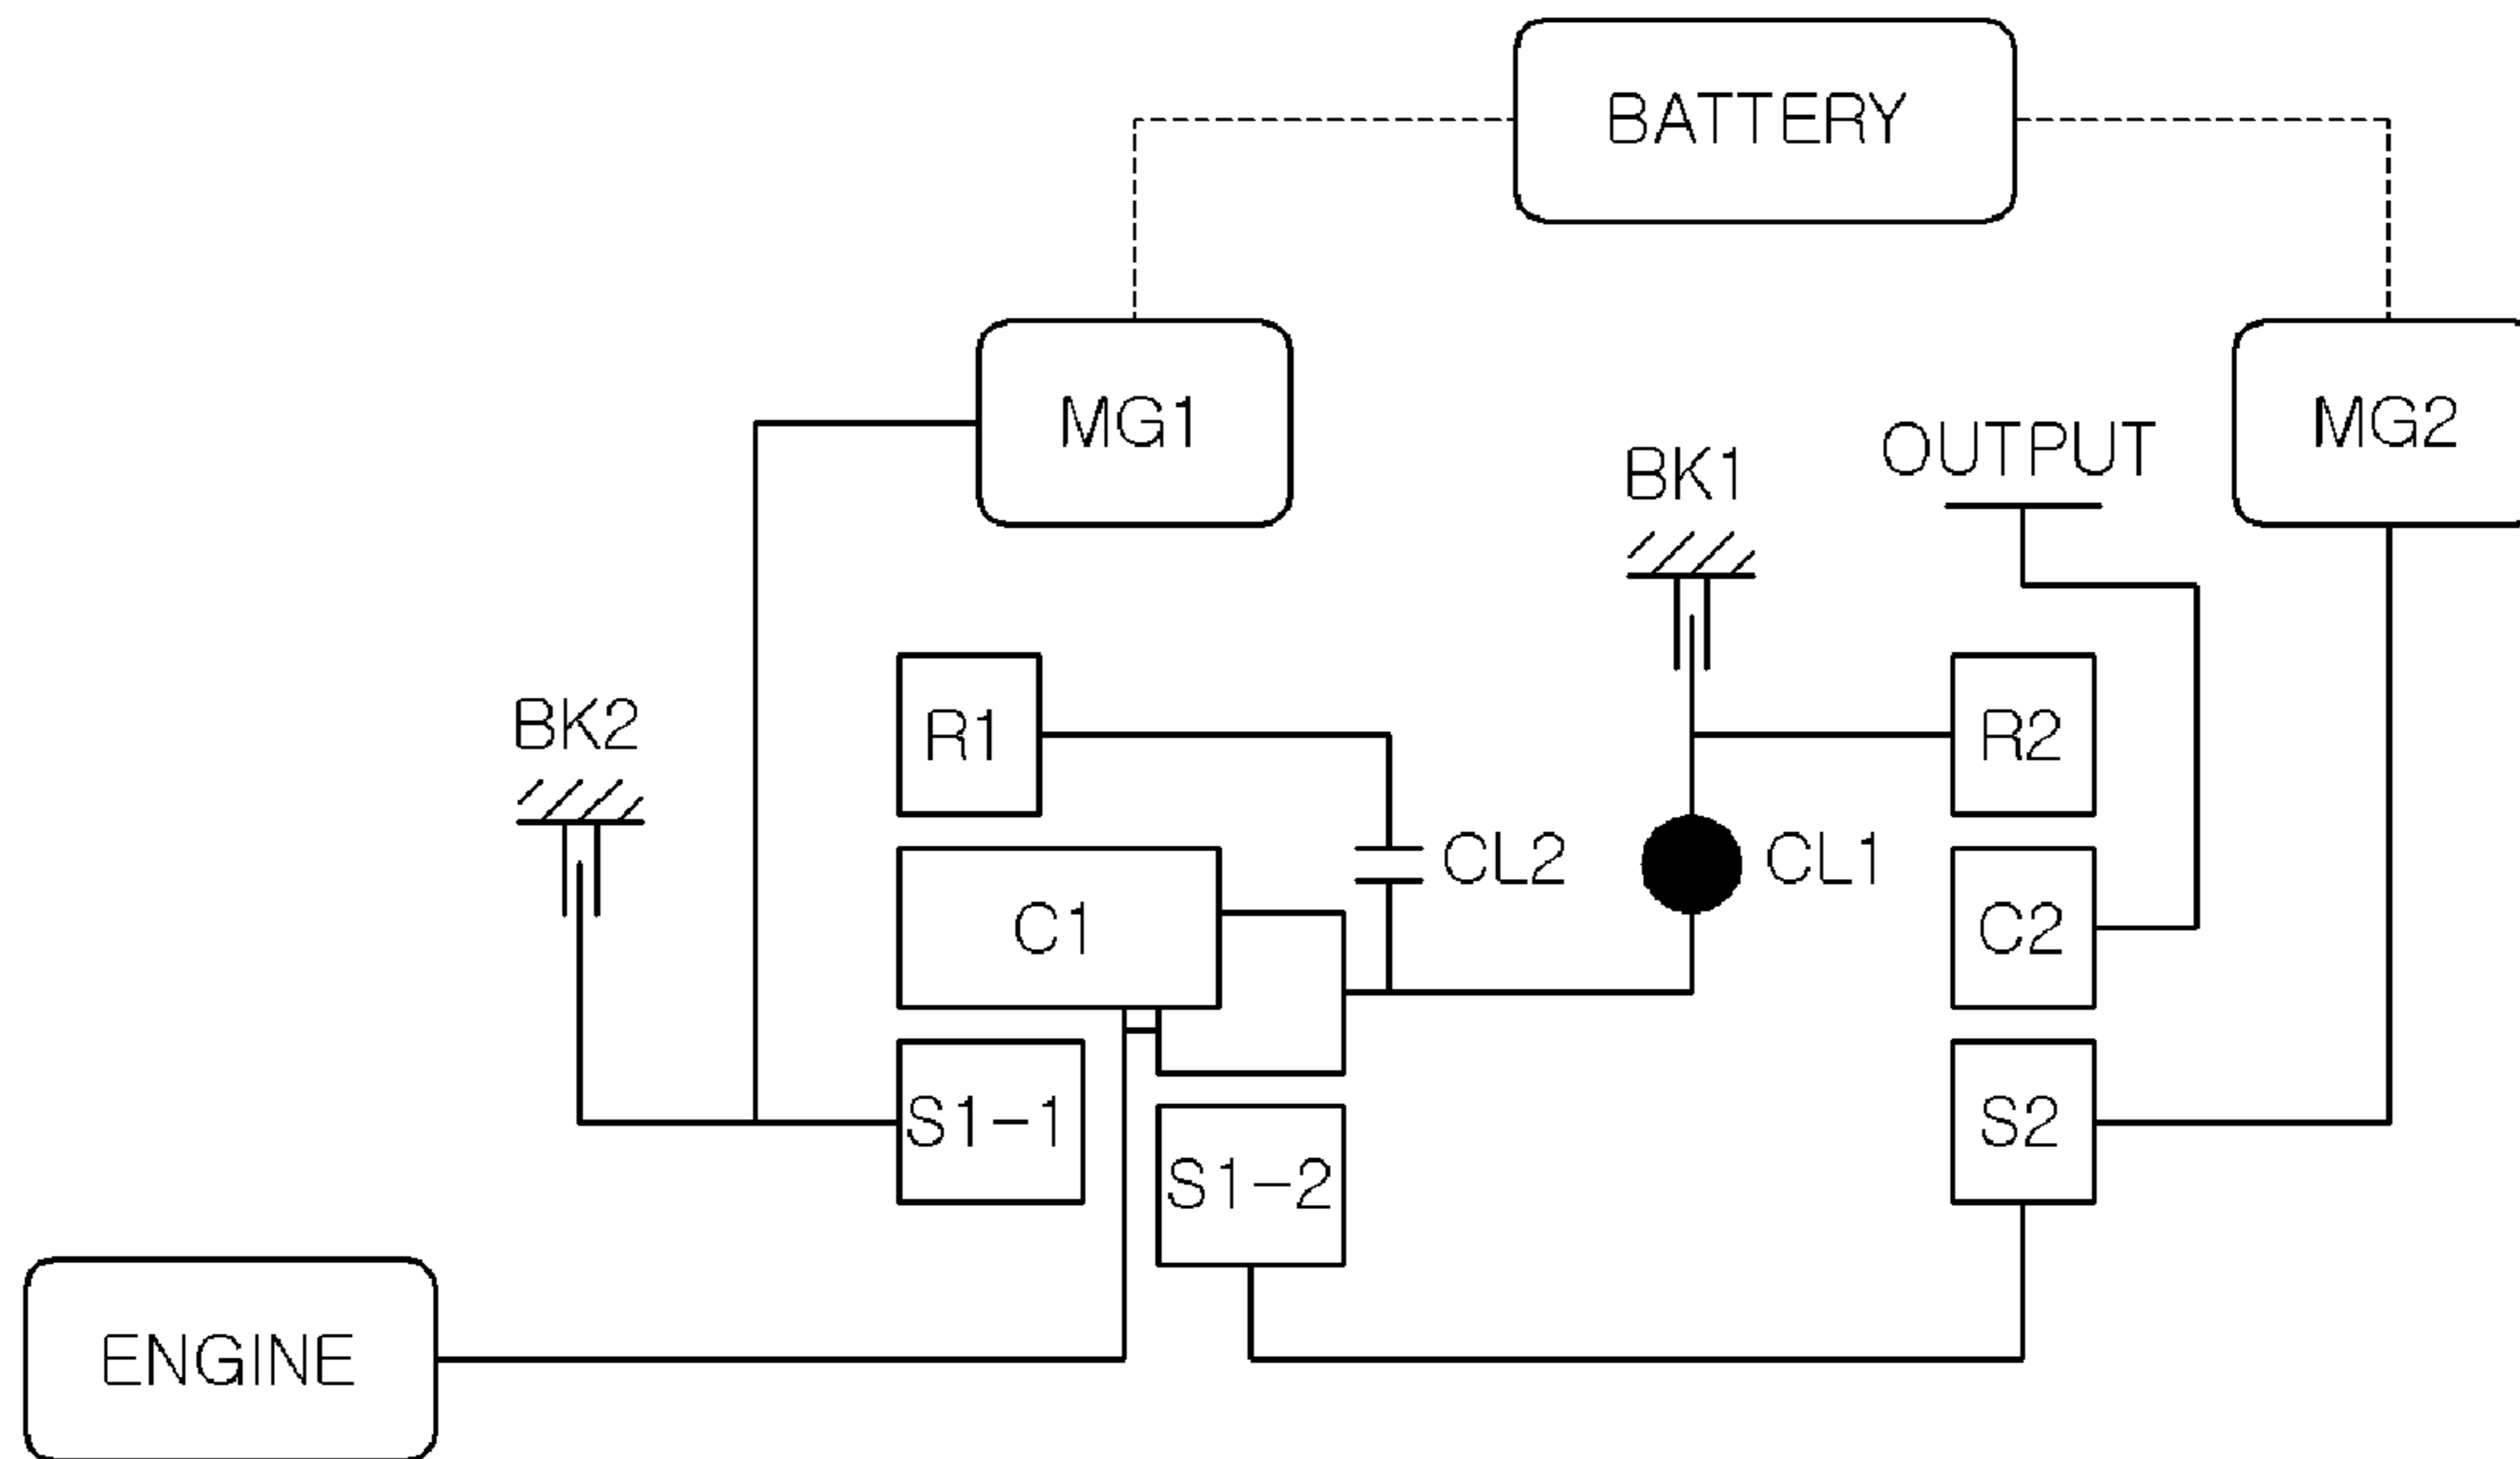 BATTERY
MG1
MG2
OUTPUT
BK1
BK2
R1
R2
CL2
CL1
C1
C2
S1-1
S2
S1-2
ENGINE